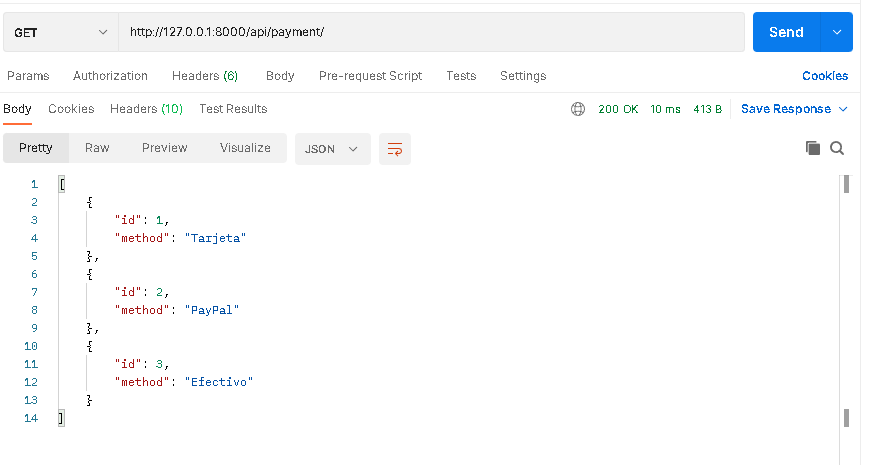 GET http://127.0.0.1:8000/api/payment/ Send
Params Authorization Headers (6) Body Pre-request Script Tests Settings Cookies
Body Cookies Headers (10) Test Results 200 OK 10 ms 413 B Save Response
Pretty Raw Preview Visualize JSON
1 [
2 {
3 "id": 1,
4 "method": "Tarjeta"
5 },
6 {
7 "id": 2,
8 "method": "PayPal"
9 },
10 {
11 "id": 3,
12 "method": "Efectivo"
13 }
14 ]